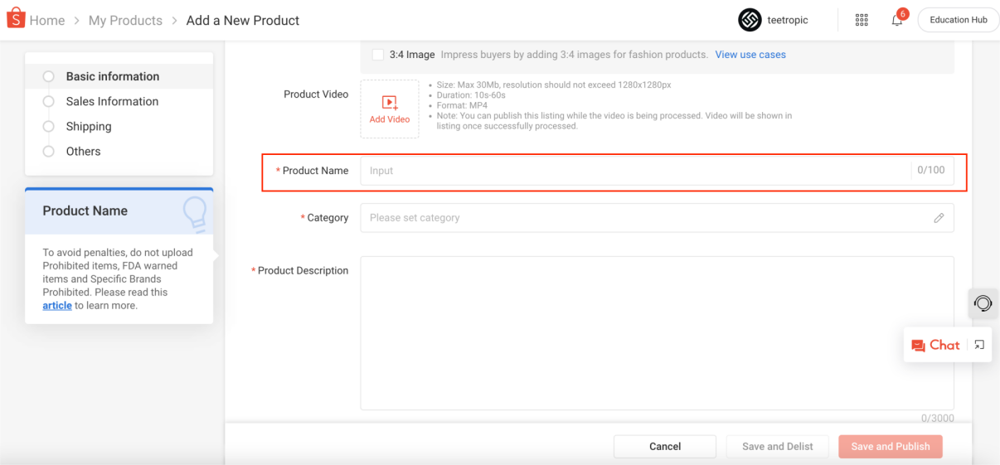 S Home > My Products > Add a New Product
teetropic
6
Education Hub
Basic information
Sales Information
Shipping
Others
Product Name
To avoid penalties, do not upload
Prohibited items, FDA warned
items and Specific Brands
Prohibited. Please read this
article to learn more.
3:4 Image Impress buyers by adding 3:4 images for fashion products. View use cases
Product Video
Add Video
• Size: Max 30Mb, resolution should not exceed 1280x1280px
• Duration: 10s-60s
• Format: MP4
• Note: You can publish this listing while the video is being processed. Video will be shown in
listing once successfully processed.
* Product Name Input 0/100
* Category Please set category
* Product Description
0/3000
Chat
Cancel Save and Delist Save and Publish